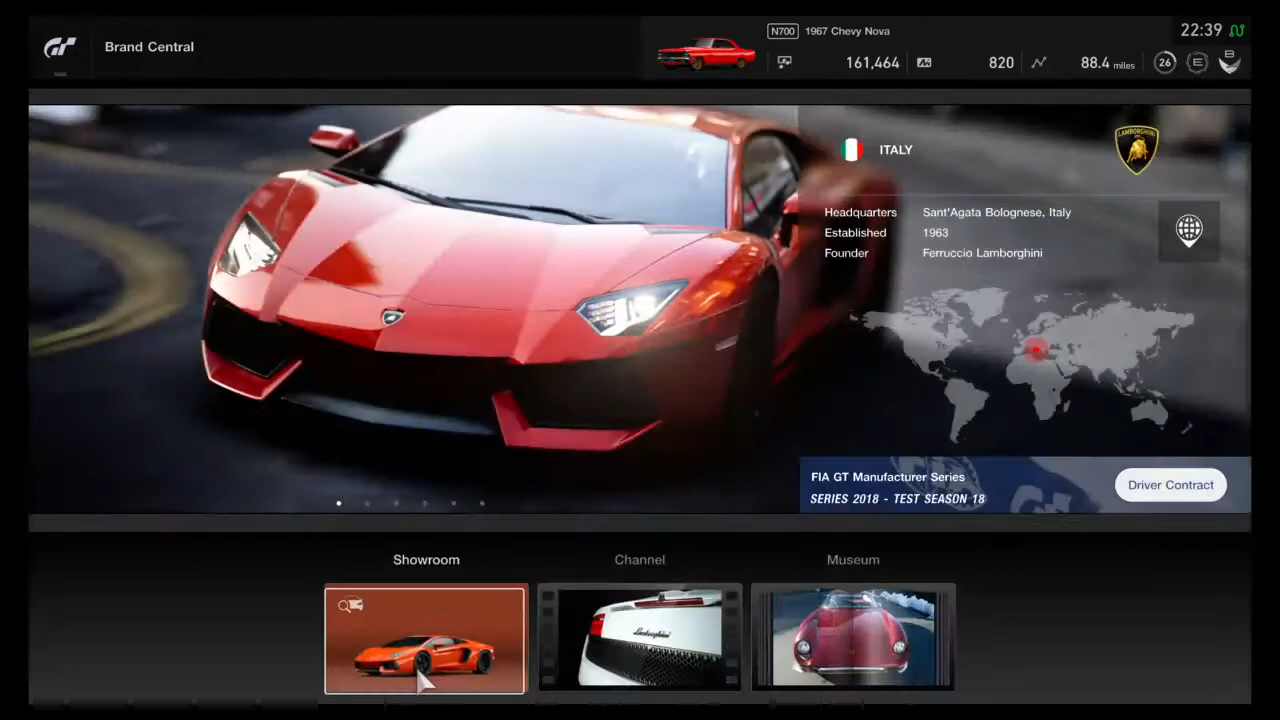 GT
Brand Central
N700 1967 Chevy Nova
22:39
161,464
820
88.4 miles
26
E
B
ITALY
LAMBORGHINI
Headquarters Sant'Agata Bolognese, Italy
Established 1963
Founder Ferruccio Lamborghini
FIA GT Manufacturer Series
SERIES 2018 - TEST SEASON 18
Driver Contract
Showroom
Channel
Museum
Lamborghini